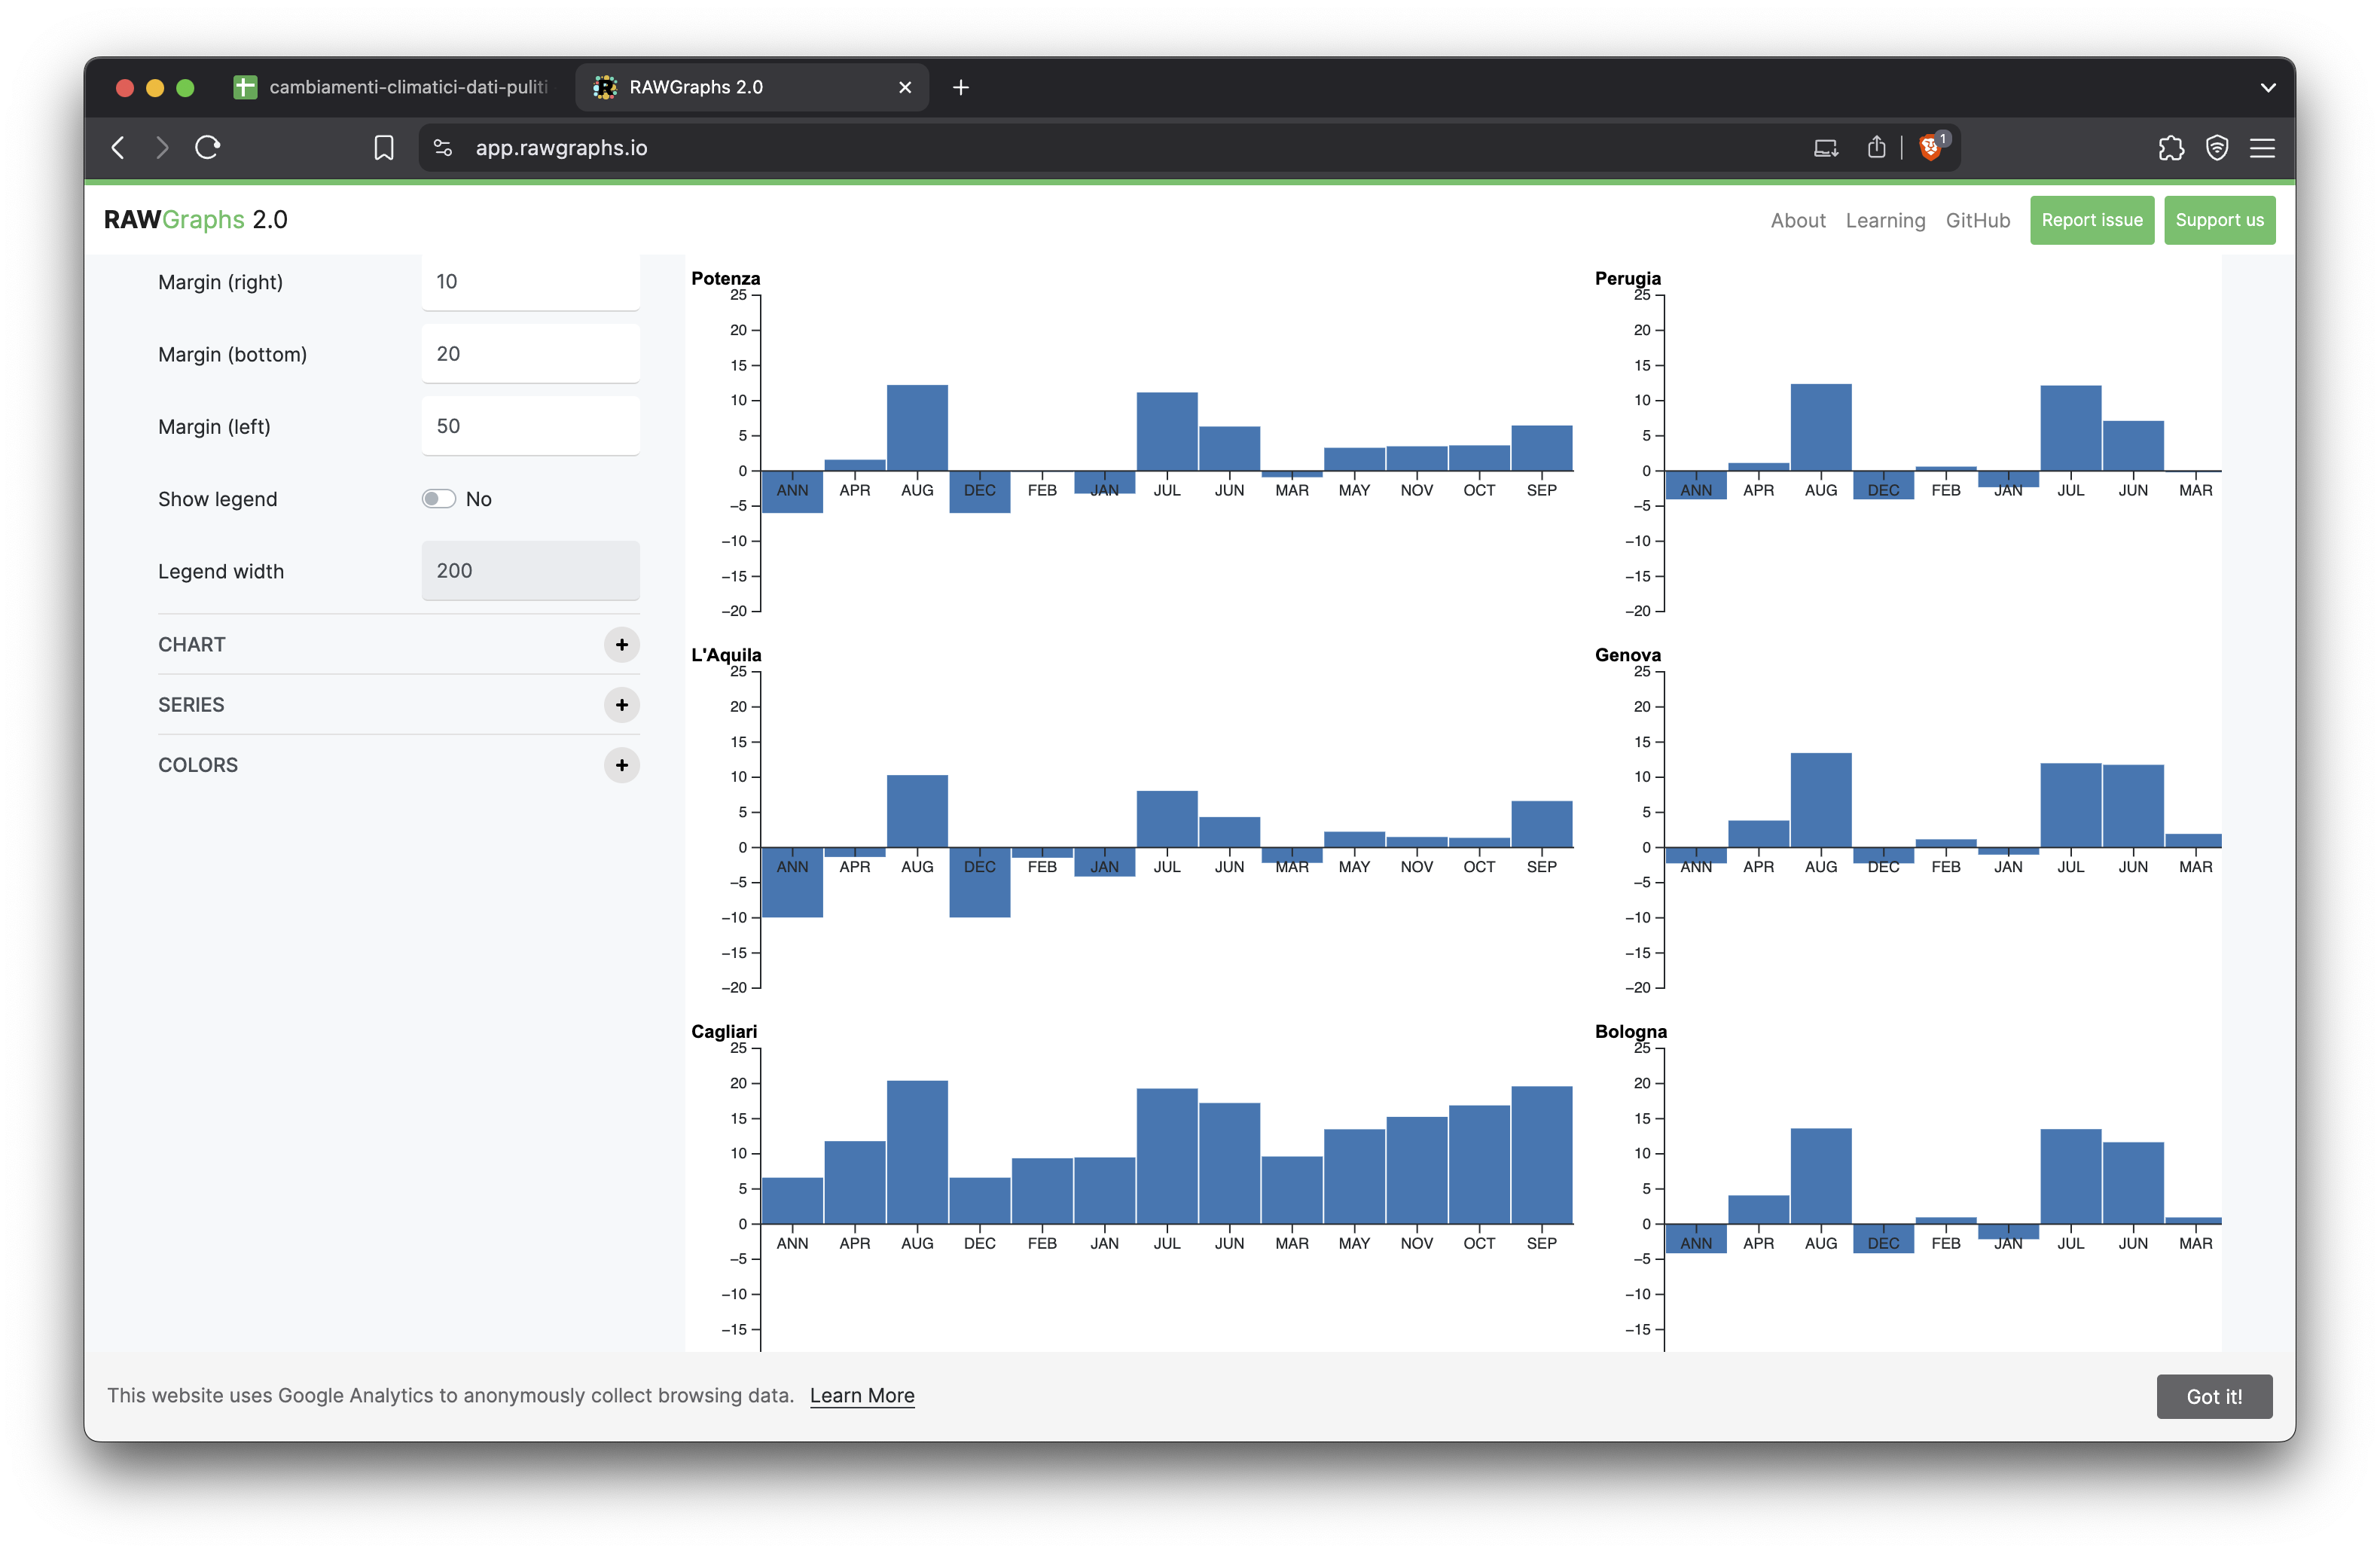 cambiamenti-climatici-dati-puliti
RAWGraphs 2.0
app.rawgraphs.io
1
RAWGraphs 2.0
About Learning GitHub Report issue Support us
Margin (right) 10
Margin (bottom) 20
Margin (left) 50
Show legend No
Legend width 200
CHART
SERIES
COLORS
Potenza
25
20
15
10
5
0
−5
−10
−15
−20
ANN APR AUG DEC FEB JAN JUL JUN MAR MAY NOV OCT SEP
Perugia
25
20
15
10
5
0
−5
−10
−15
−20
ANN APR AUG DEC FEB JAN JUL JUN MAR
L'Aquila
25
20
15
10
5
0
−5
−10
−15
−20
ANN APR AUG DEC FEB JAN JUL JUN MAR MAY NOV OCT SEP
Genova
25
20
15
10
5
0
−5
−10
−15
−20
ANN APR AUG DEC FEB JAN JUL JUN MAR
Cagliari
25
20
15
10
5
0
−5
−10
−15
ANN APR AUG DEC FEB JAN JUL JUN MAR MAY NOV OCT SEP
Bologna
25
20
15
10
5
0
−5
−10
−15
ANN APR AUG DEC FEB JAN JUL JUN MAR
This website uses Google Analytics to anonymously collect browsing data. Learn More
Got it!